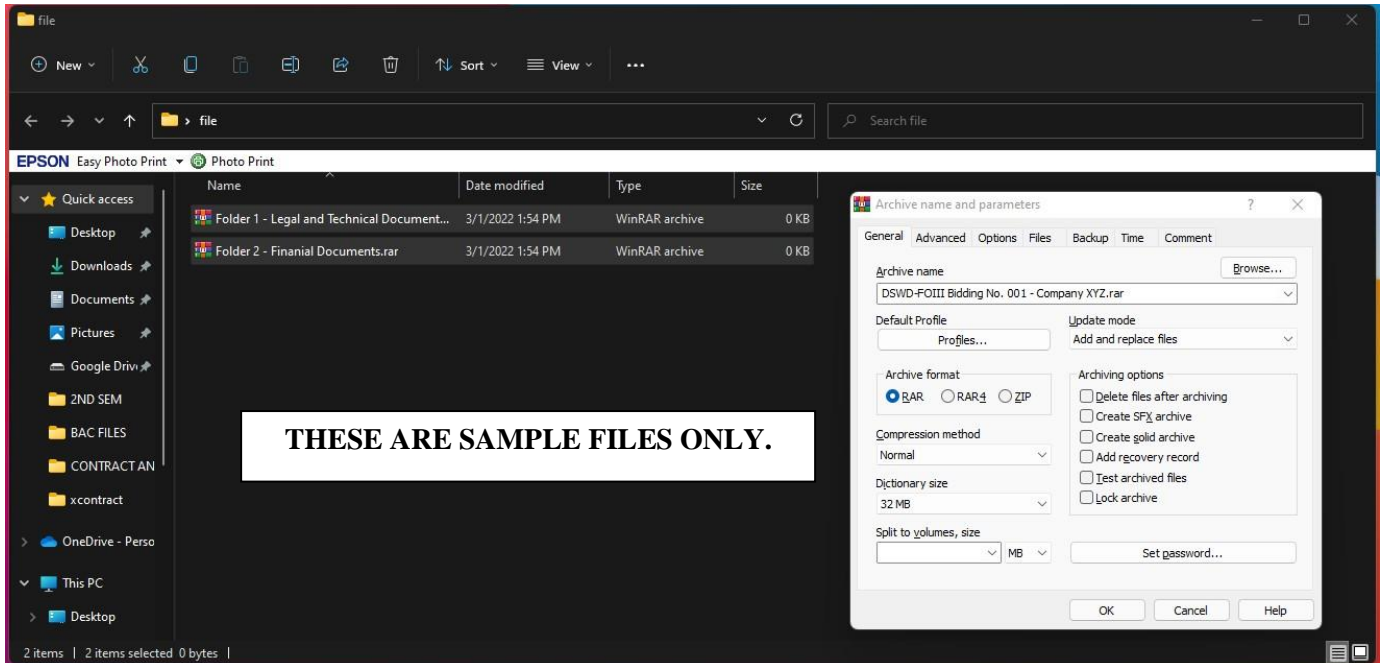 file
New
Sort
View
...
file
Search file
EPSON Easy Photo Print
Photo Print
Name Date modified Type Size
Quick access
Folder 1 - Legal and Technical Document... 3/1/2022 1:54 PM WinRAR archive 0 KB
Desktop
Folder 2 - Finanial Documents.rar 3/1/2022 1:54 PM WinRAR archive 0 KB
Downloads
Documents
Pictures
Google Driv
2ND SEM
BAC FILES
CONTRACT AN
xcontract
OneDrive - Perso
This PC
Desktop
2 items | 2 items selected 0 bytes |
THESE ARE SAMPLE FILES ONLY.
Archive name and parameters ?
General Advanced Options Files Backup Time Comment
Archive name
Browse...
DSWD-FOIII Bidding No. 001 - Company XYZ.rar
Default Profile
Profiles...
Update mode
Add and replace files
Archive format
RAR RAR4 ZIP
Compression method
Normal
Dictionary size
32 MB
Split to volumes, size
MB
Archiving options
Delete files after archiving
Create SFX archive
Create solid archive
Add recovery record
Test archived files
Lock archive
Set password...
OK Cancel Help